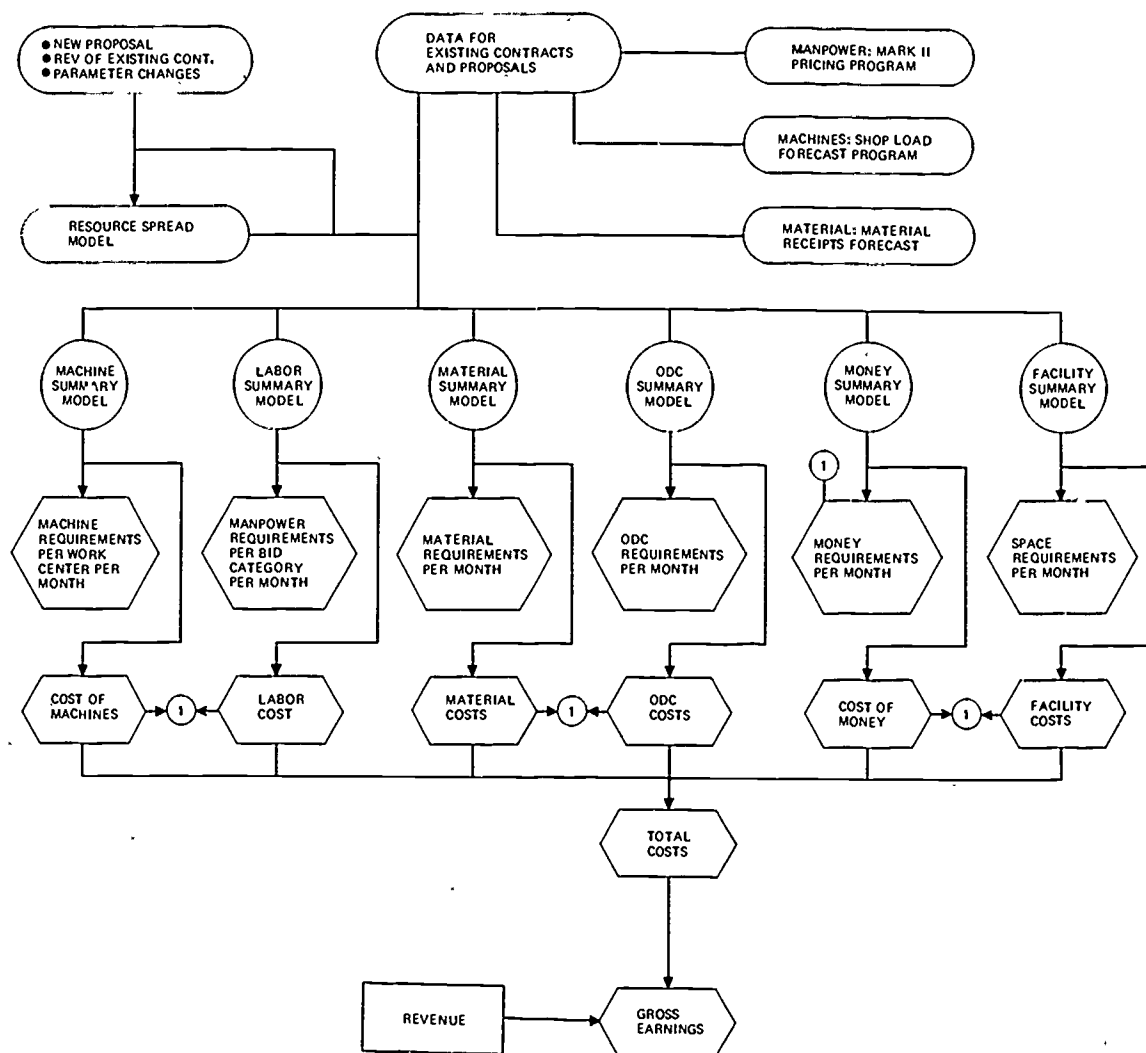 ● NEW PROPOSAL
● REV OF EXISTING CONT.
● PARAMETER CHANGES
DATA FOR
EXISTING CONTRACTS
AND PROPOSALS
MANPOWER: MARK II
PRICING PROGRAM
MACHINES: SHOP LOAD
FORECAST PROGRAM
RESOURCE SPREAD
MODEL
MATERIAL: MATERIAL
RECEIPTS FORECAST
MACHINE
SUMMARY
MODEL
LABOR
SUMMARY
MODEL
MATERIAL
SUMMARY
MODEL
ODC
SUMMARY
MODEL
MONEY
SUMMARY
MODEL
FACILITY
SUMMARY
MODEL
1
MACHINE
REQUIREMENTS
PER WORK
CENTER PER
MONTH
MANPOWER
REQUIREMENTS
PER BID
CATEGORY
PER MONTH
MATERIAL
REQUIREMENTS
PER MONTH
ODC
REQUIREMENTS
PER MONTH
MONEY
REQUIREMENTS
PER MONTH
SPACE
REQUIREMENTS
PER MONTH
COST OF
MACHINES
1
LABOR
COST
MATERIAL
COSTS
1
ODC
COSTS
COST OF
MONEY
1
FACILITY
COSTS
TOTAL
COSTS
REVENUE
GROSS
EARNINGS